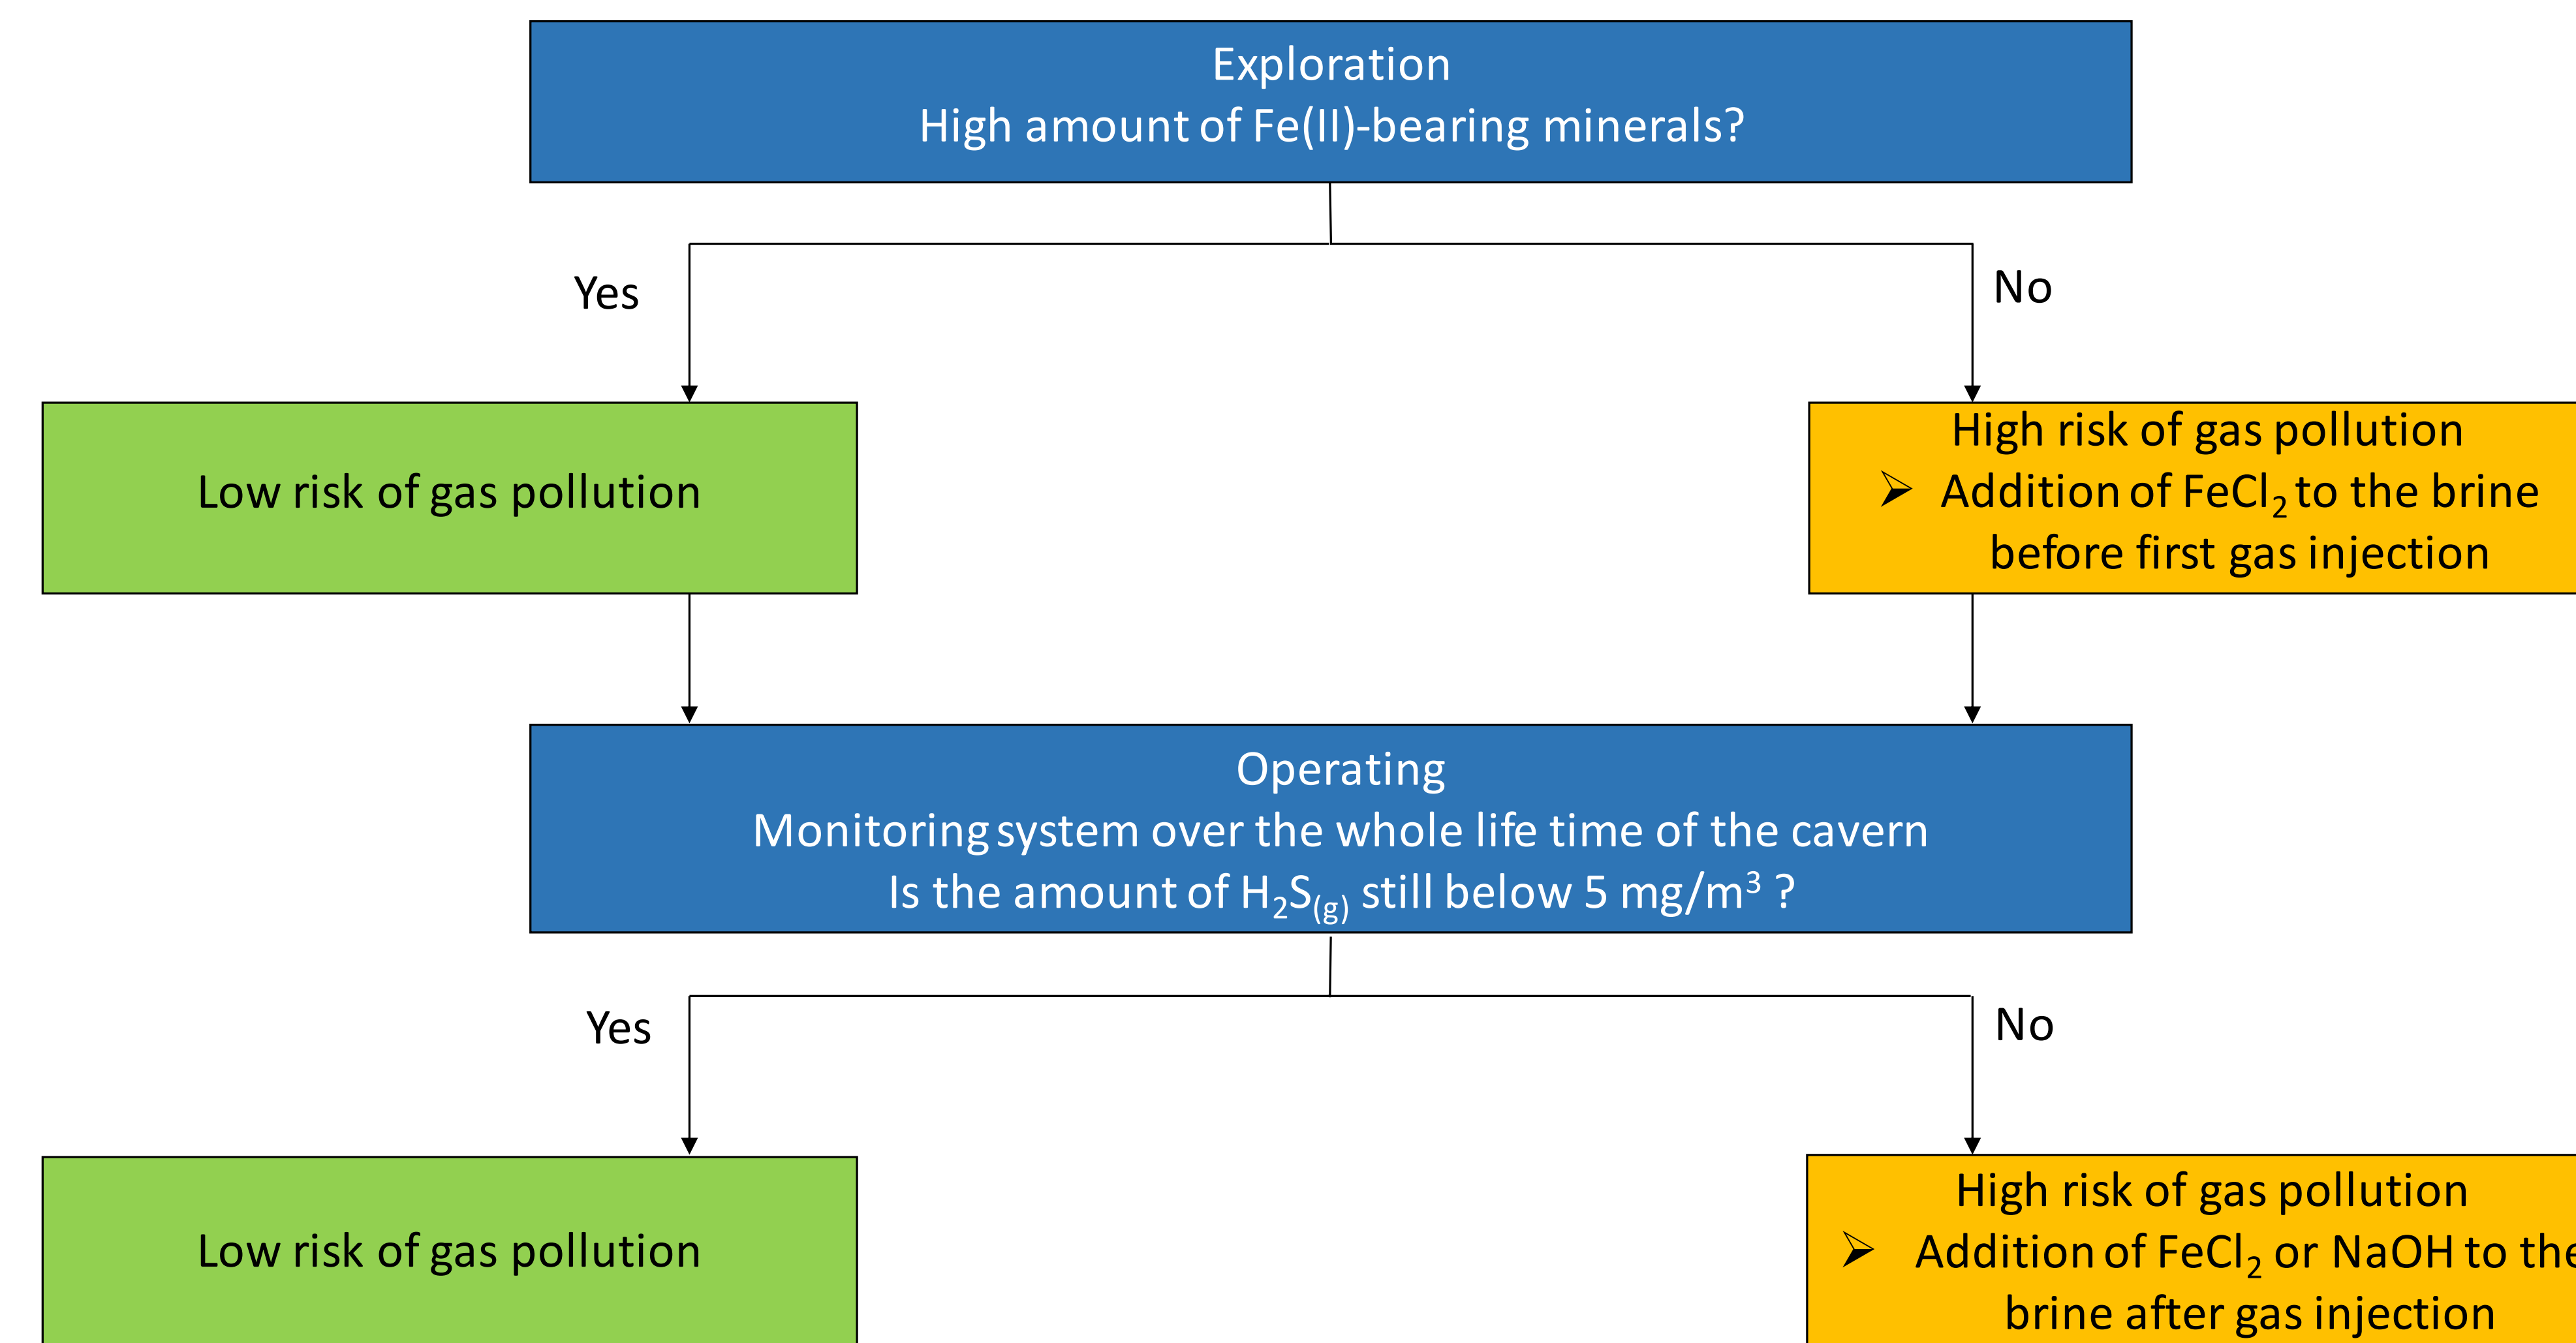 Exploration
High amount of Fe(II)-bearing minerals?
Yes
No
Low risk of gas pollution
High risk of gas pollution
➢ Addition of FeCl₂ to the brine
before first gas injection
Operating
Monitoring system over the whole life time of the cavern
Is the amount of H₂S₍g₎ still below 5 mg/m³ ?
Yes
No
Low risk of gas pollution
High risk of gas pollution
➢ Addition of FeCl₂ or NaOH to the
brine after gas injection